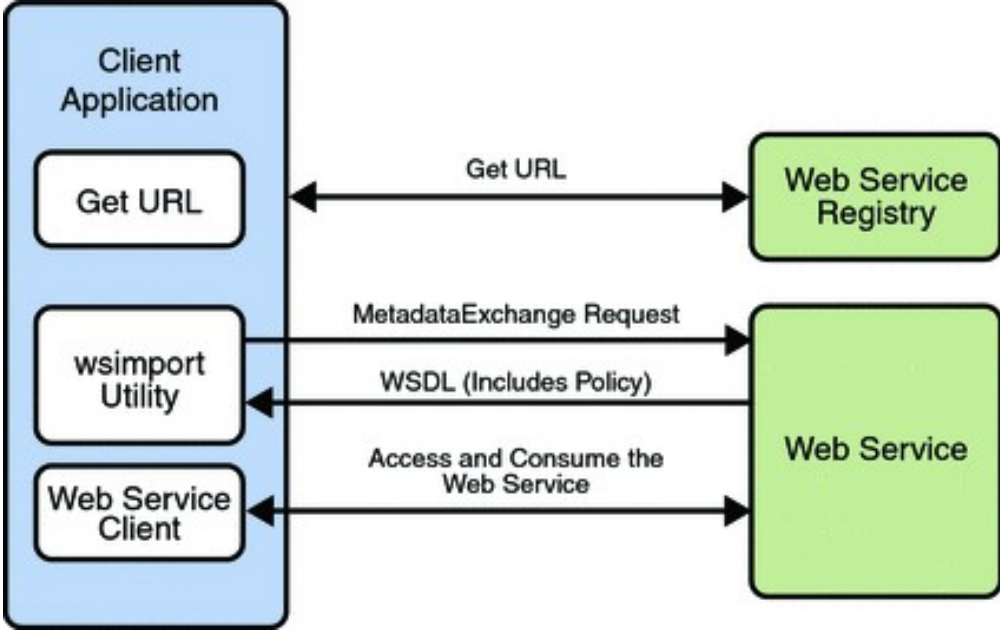 Client
Application
Get URL
Get URL
Web Service
Registry
MetadataExchange Request
wsimport
Utility
WSDL (Includes Policy)
Web Service
Access and Consume the
Web Service
Web Service
Client